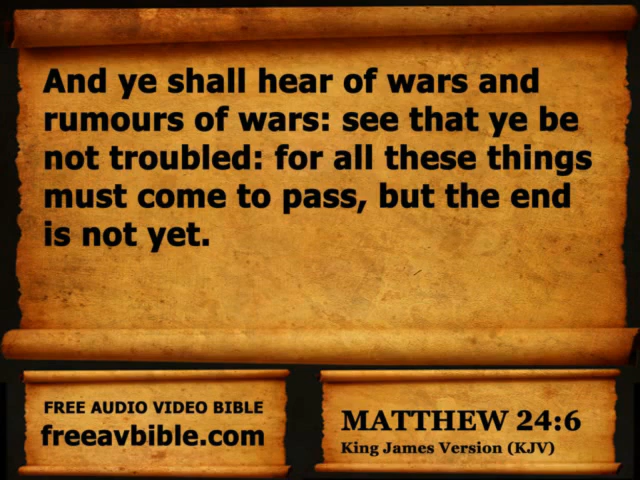 And ye shall hear of wars and
rumours of wars: see that ye be
not troubled: for all these things
must come to pass, but the end
is not yet.
FREE AUDIO VIDEO BIBLE
freeavbible.com
MATTHEW 24:6
King James Version (KJV)